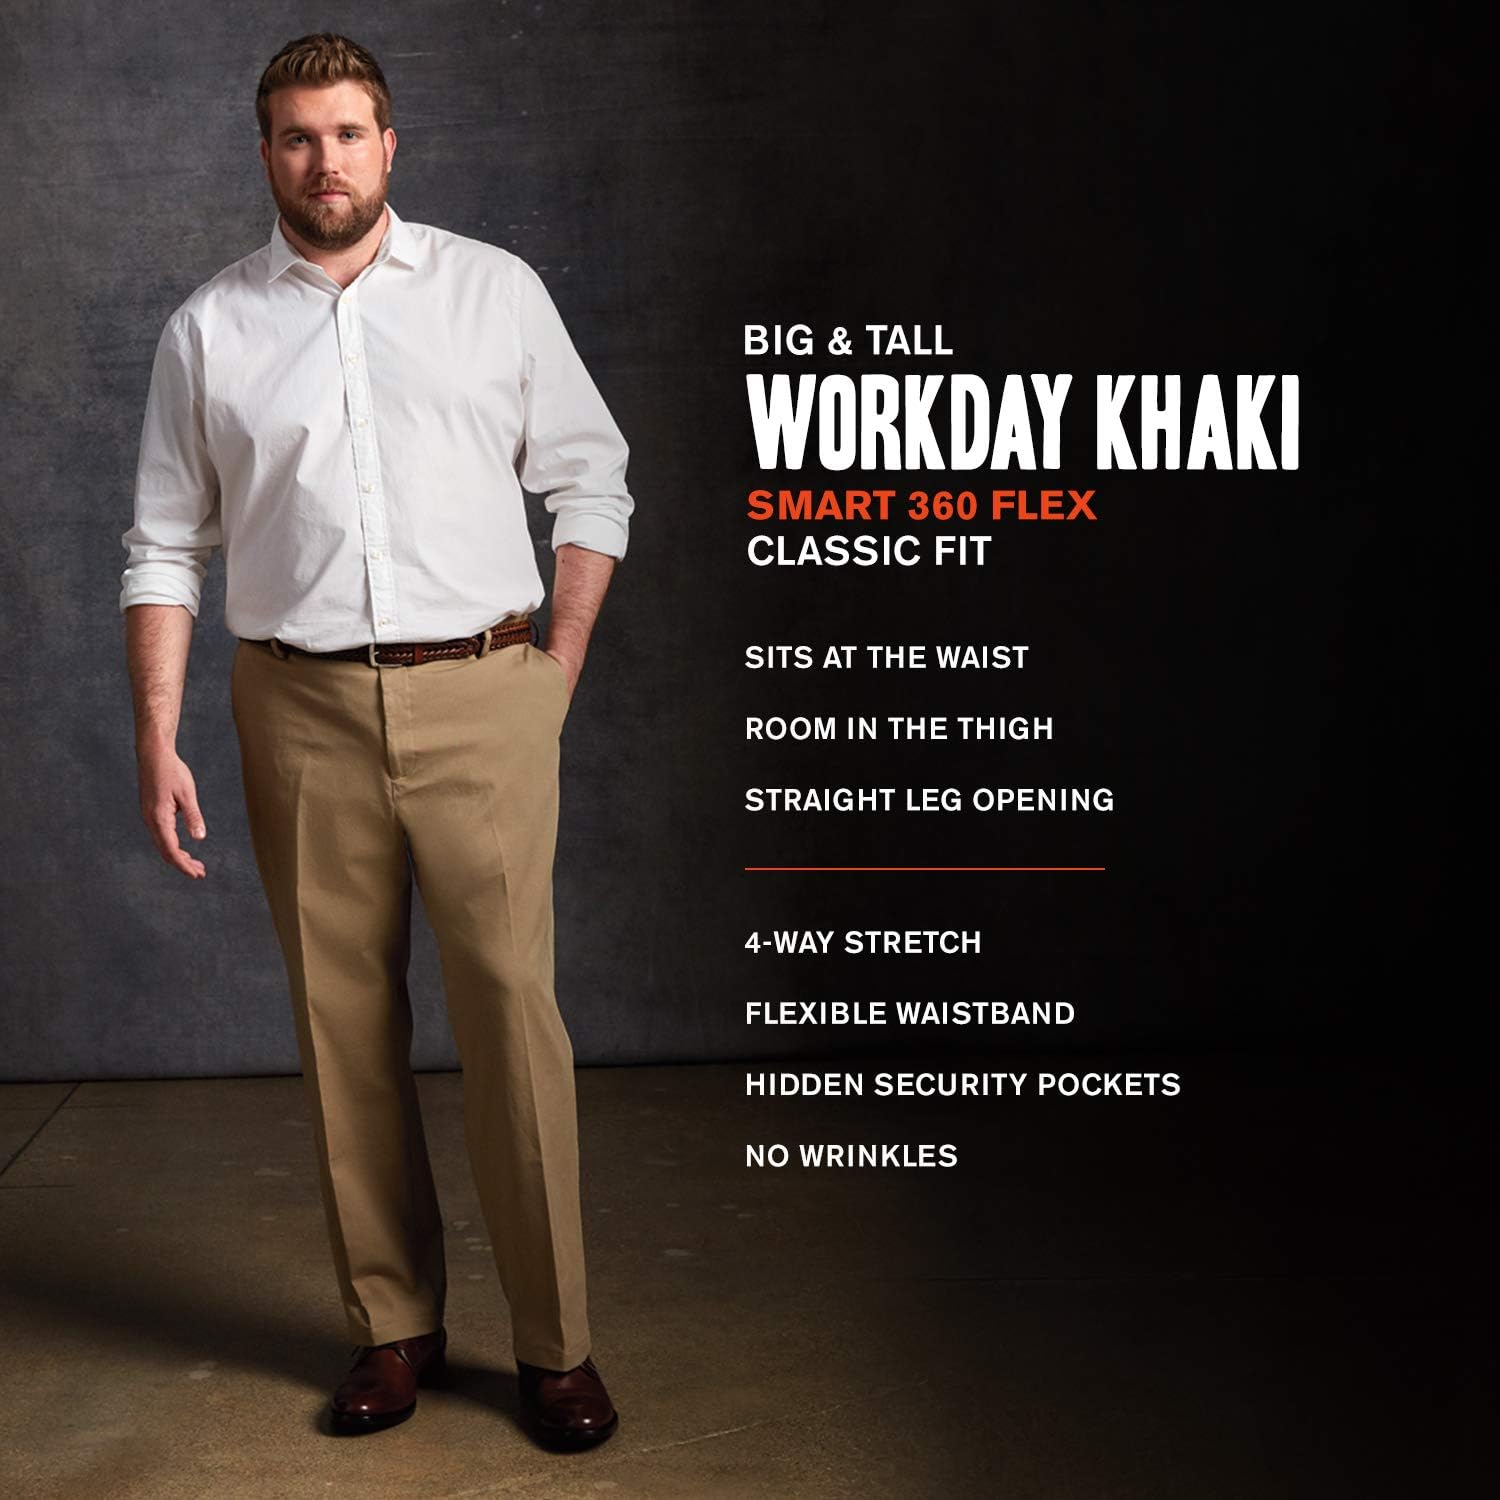 BIG & TALL
WORKDAY KHAKI
SMART 360 FLEX
CLASSIC FIT
SITS AT THE WAIST
ROOM IN THE THIGH
STRAIGHT LEG OPENING
4-WAY STRETCH
FLEXIBLE WAISTBAND
HIDDEN SECURITY POCKETS
NO WRINKLES